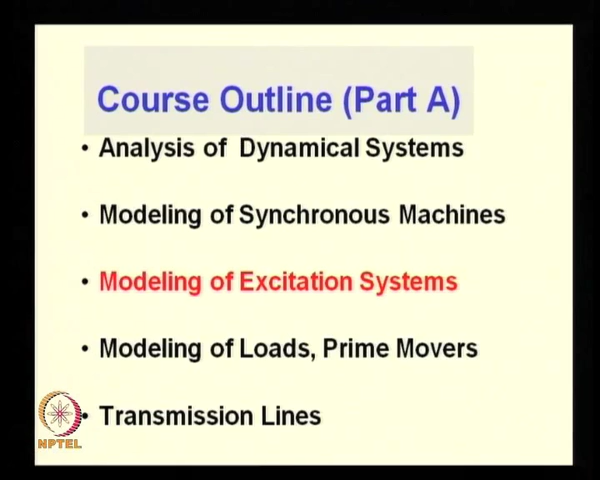 Course Outline (Part A)
• Analysis of Dynamical Systems
• Modeling of Synchronous Machines
• Modeling of Excitation Systems
• Modeling of Loads, Prime Movers
• Transmission Lines
NPTEL